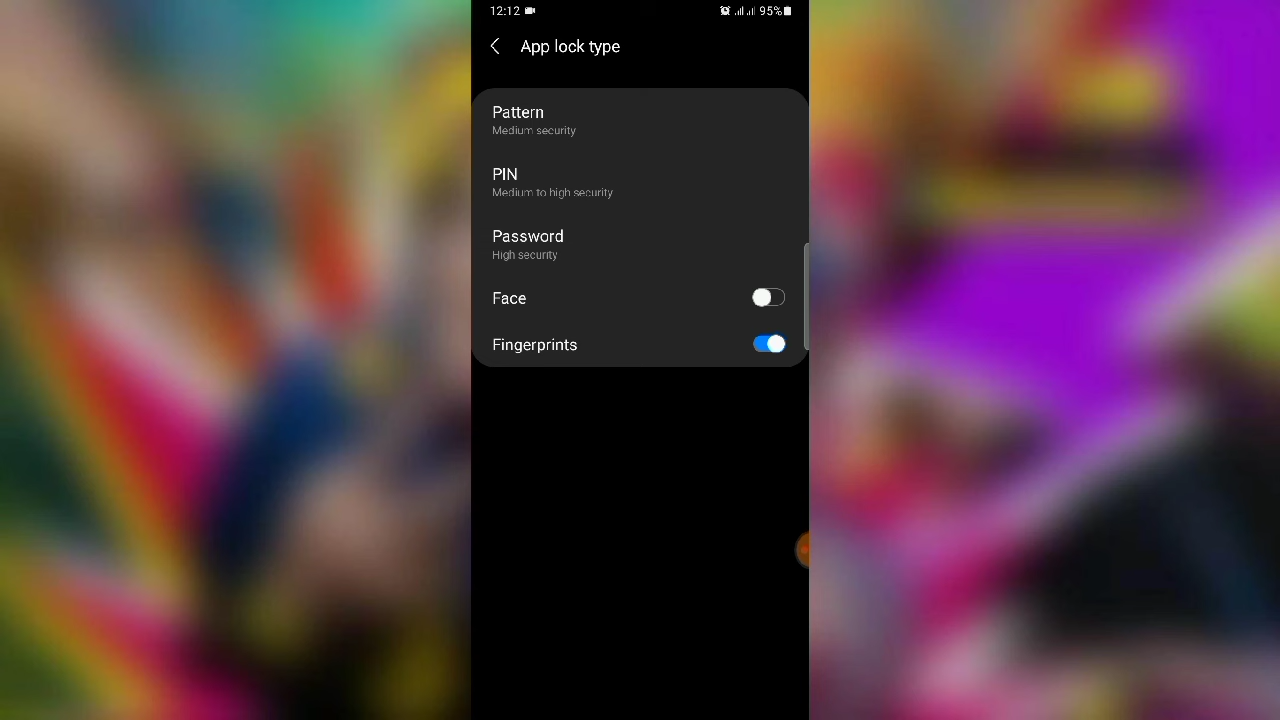 12:12 95%
App lock type
Pattern
Medium security
PIN
Medium to high security
Password
High security
Face
Fingerprints